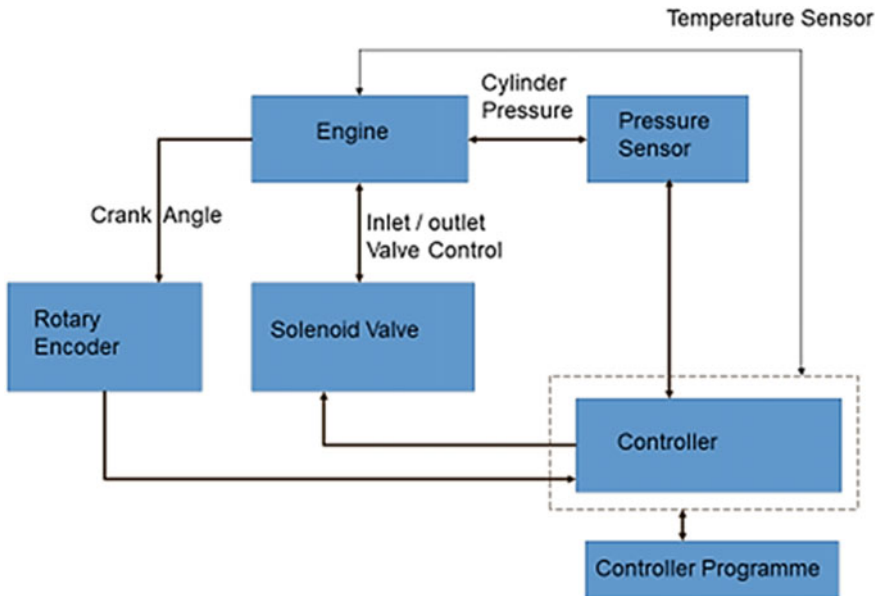 Temperature Sensor
Cylinder
Pressure
Engine
Pressure
Sensor
Crank Angle
Inlet / outlet
Valve Control
Rotary
Encoder
Solenoid Valve
Controller
Controller Programme